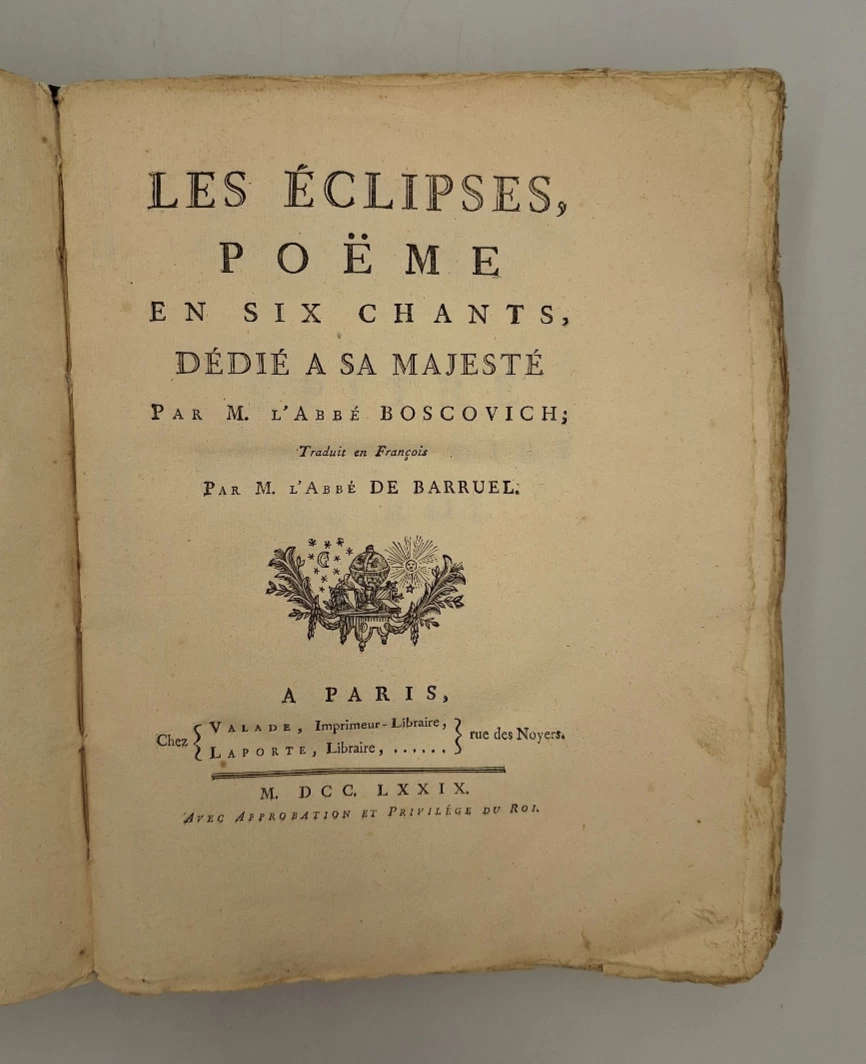 LES ÉCLIPSES,
POËME
EN SIX CHANTS,
DÉDIÉ A SA MAJESTÉ
PAR M. L'ABBÉ BOSCOVICH;
Traduit en François
PAR M. L'ABBÉ DE BARRUEL.
A PARIS,
Chez { VALADE, Imprimeur-Libraire, } rue des Noyers.
{ LAPORTE, Libraire, ...... }
M. DCC. LXXIX.
AVEC APPROBATION ET PRIVILÉGE DU ROI.